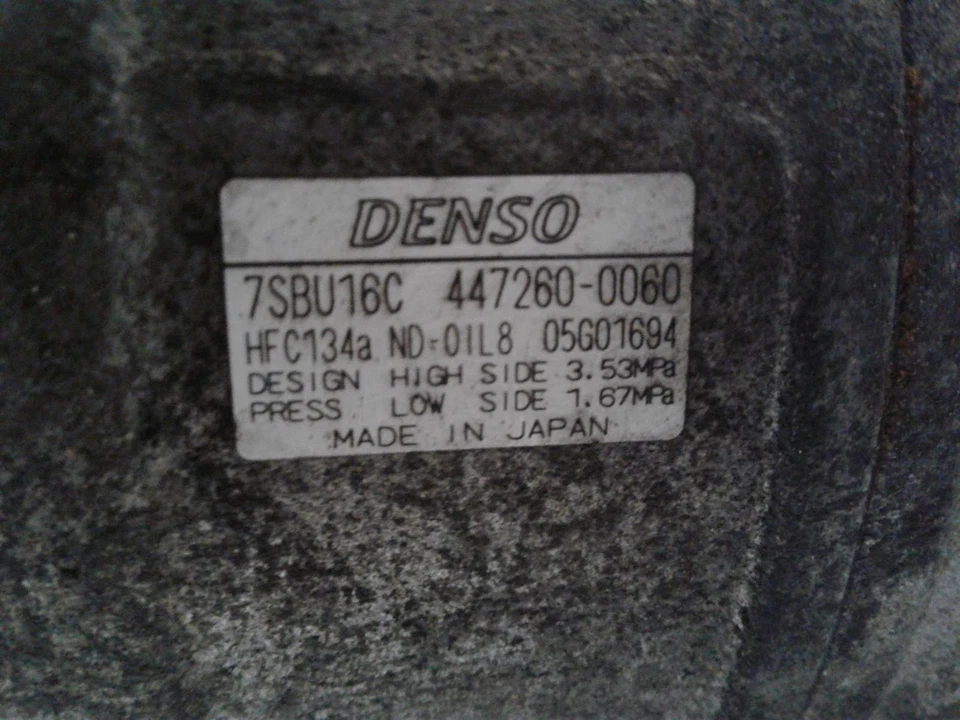 DENSO
7SBU16C 447260-0060
HFC134a ND-OIL8 05G01694
DESIGN HIGH SIDE 3.53MPa
PRESS LOW SIDE 1.67MPa
MADE IN JAPAN